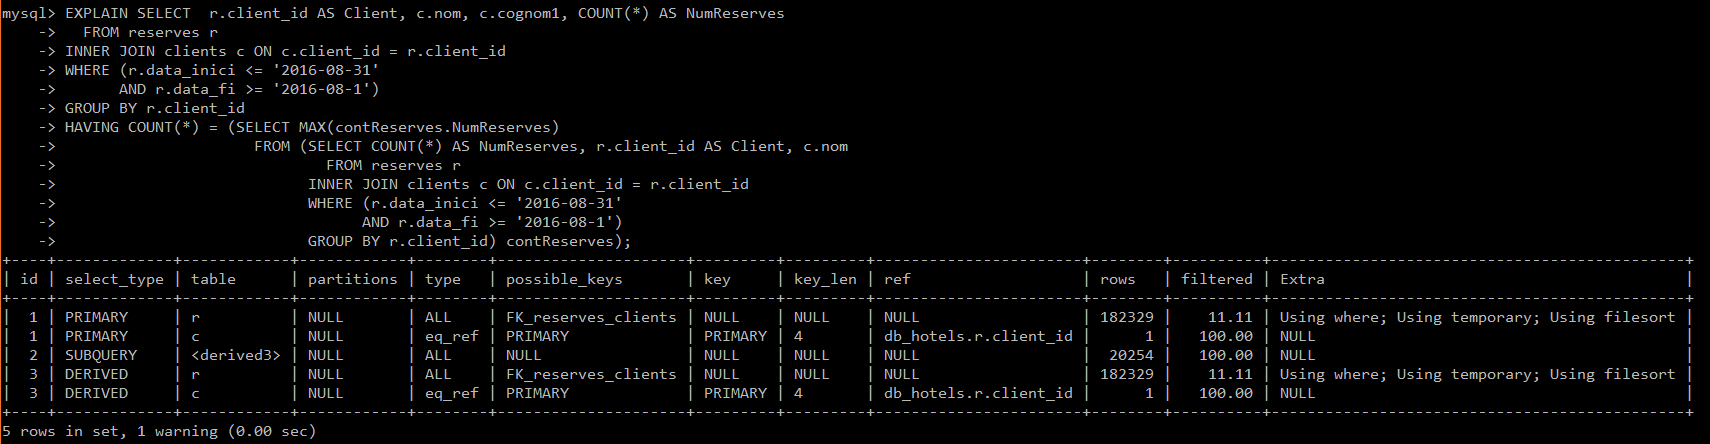 mysql> EXPLAIN SELECT  r.client_id AS Client, c.nom, c.cognom1, COUNT(*) AS NumReserves
    ->   FROM reserves r
    -> INNER JOIN clients c ON c.client_id = r.client_id
    -> WHERE (r.data_inici <= '2016-08-31'
    ->       AND r.data_fi >= '2016-08-1')
    -> GROUP BY r.client_id
    -> HAVING COUNT(*) = (SELECT MAX(contReserves.NumReserves)
    ->                      FROM (SELECT COUNT(*) AS NumReserves, r.client_id AS Client, c.nom
    ->                              FROM reserves r
    ->                            INNER JOIN clients c ON c.client_id = r.client_id
    ->                            WHERE (r.data_inici <= '2016-08-31'
    ->                                  AND r.data_fi >= '2016-08-1')
    ->                            GROUP BY r.client_id) contReserves);
+----+-------------+------------+------------+--------+---------------------+---------+---------+-----------------------+--------+----------+----------------------------------------------+
| id | select_type | table      | partitions | type   | possible_keys       | key     | key_len | ref                   | rows   | filtered | Extra                                        |
+----+-------------+------------+------------+--------+---------------------+---------+---------+-----------------------+--------+----------+----------------------------------------------+
|  1 | PRIMARY     | r          | NULL       | ALL    | FK_reserves_clients | NULL    | NULL    | NULL                  | 182329 |    11.11 | Using where; Using temporary; Using filesort |
|  1 | PRIMARY     | c          | NULL       | eq_ref | PRIMARY             | PRIMARY | 4       | db_hotels.r.client_id |      1 |   100.00 | NULL                                         |
|  2 | SUBQUERY    | <derived3> | NULL       | ALL    | NULL                | NULL    | NULL    | NULL                  |  20254 |   100.00 | NULL                                         |
|  3 | DERIVED     | r          | NULL       | ALL    | FK_reserves_clients | NULL    | NULL    | NULL                  | 182329 |    11.11 | Using where; Using temporary; Using filesort |
|  3 | DERIVED     | c          | NULL       | eq_ref | PRIMARY             | PRIMARY | 4       | db_hotels.r.client_id |      1 |   100.00 | NULL                                         |
+----+-------------+------------+------------+--------+---------------------+---------+---------+-----------------------+--------+----------+----------------------------------------------+
5 rows in set, 1 warning (0.00 sec)